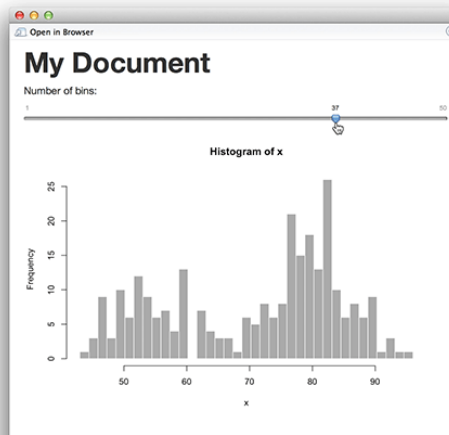 Open in Browser
My Document
Number of bins:
1 37 50
Histogram of x
Frequency
25
20
15
10
5
0
50 60 70 80 90
x